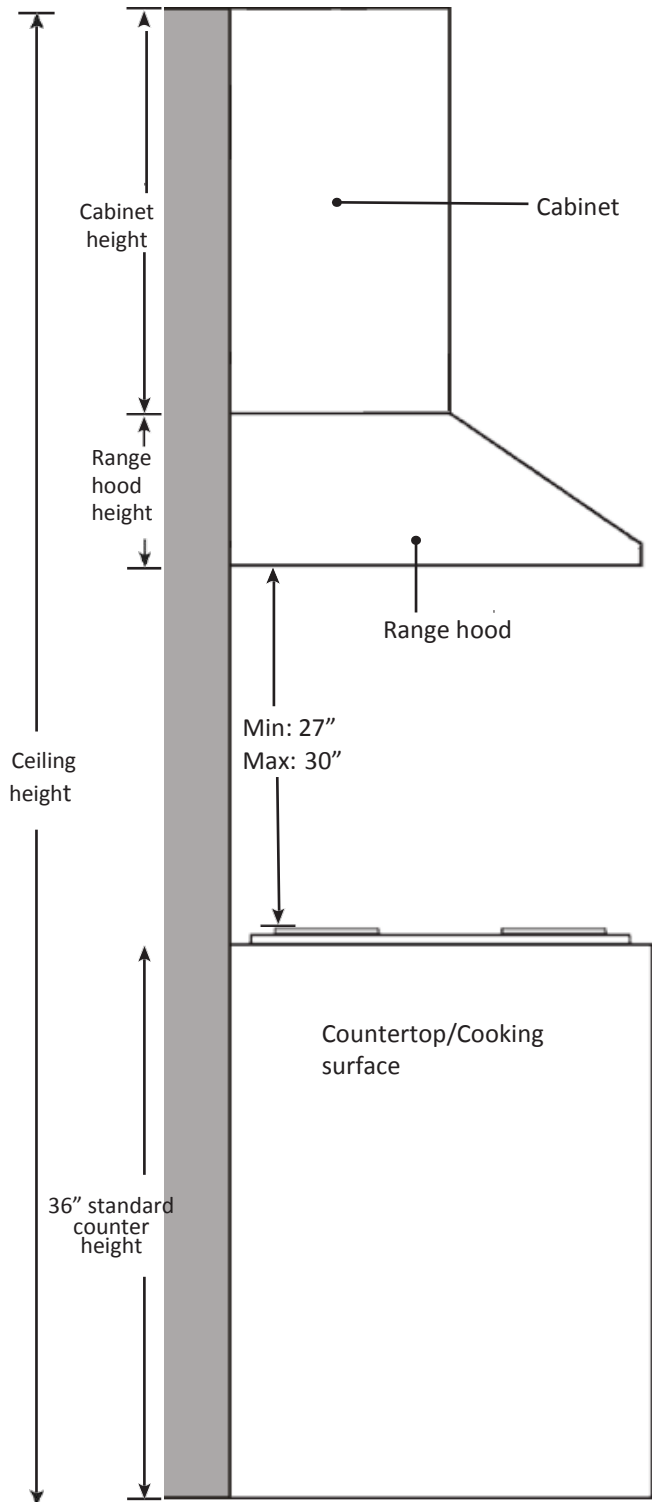 Cabinet
height
Cabinet
Range
hood
height
Range hood
Min: 27”
Max: 30”
Ceiling
height
Countertop/Cooking
surface
36” standard
counter
height